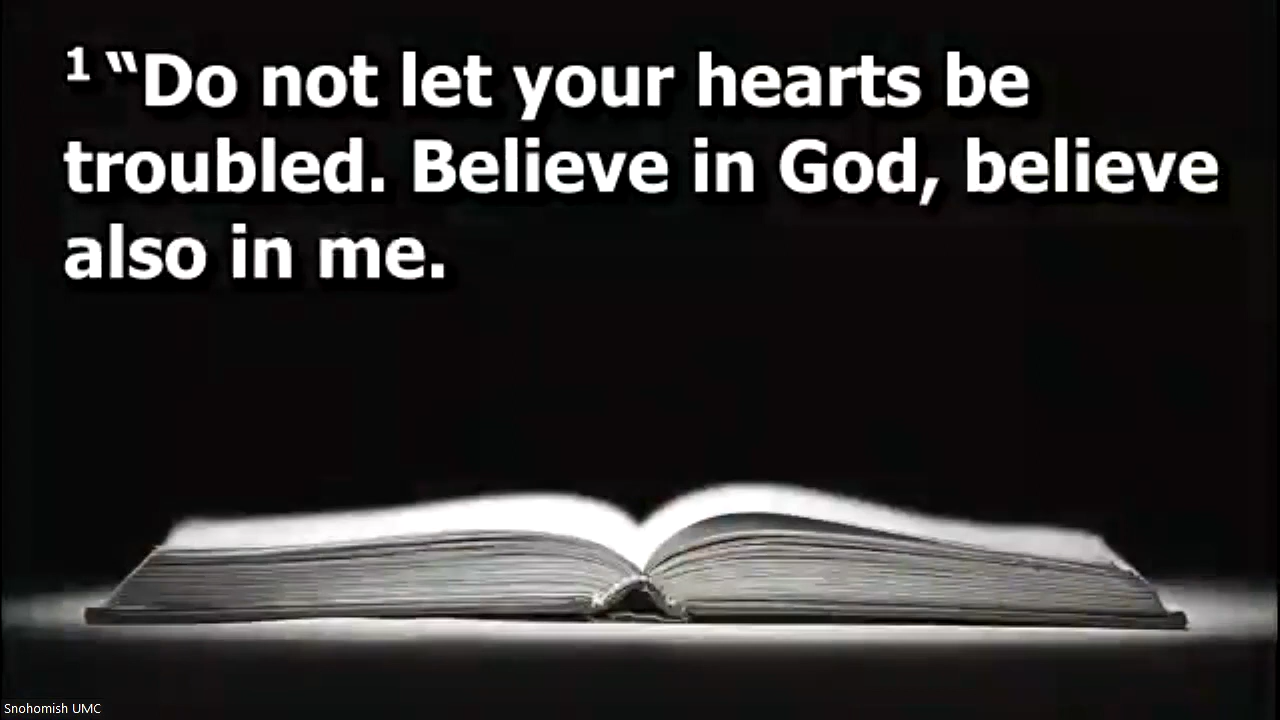 1 “Do not let your hearts be
troubled. Believe in God, believe
also in me.
Snohomish UMC